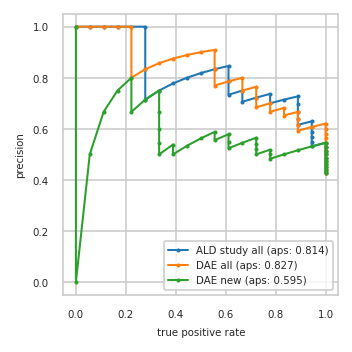 1.0
0.8
0.6
0.4
0.2
0.0
precision
0.0 0.2 0.4 0.6 0.8 1.0
true positive rate
ALD study all (aps: 0.814)
DAE all (aps: 0.827)
DAE new (aps: 0.595)